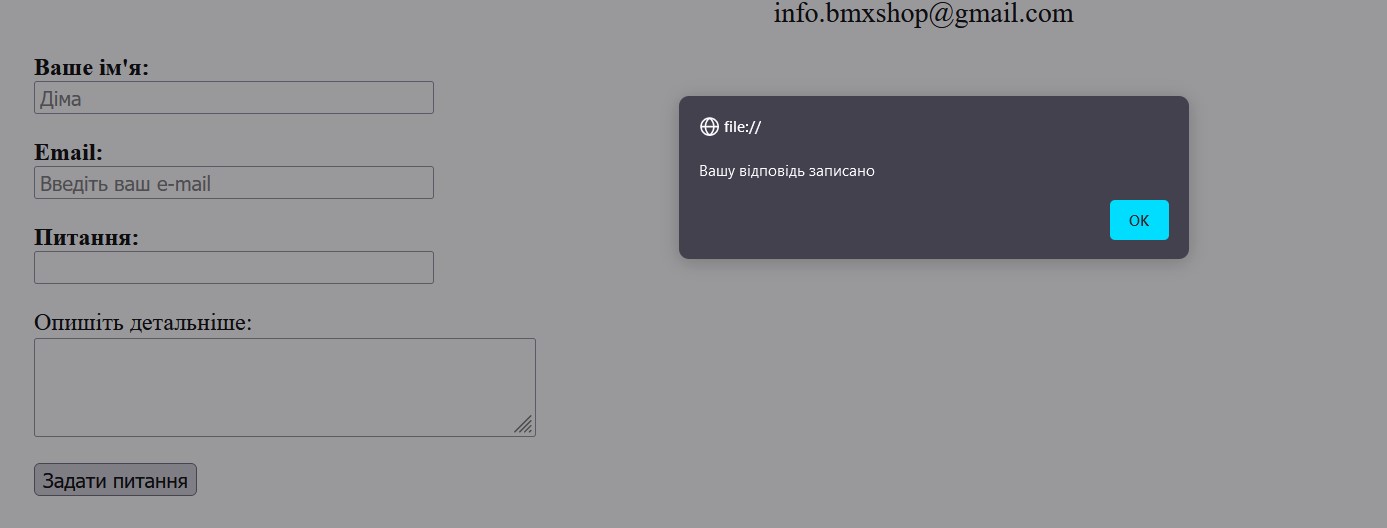 info.bmxshop@gmail.com
Ваше ім'я:
Діма
Email:
Введіть ваш e-mail
Питання:
Опишіть детальніше:
Задати питання
file://
Вашу відповідь записано
OK